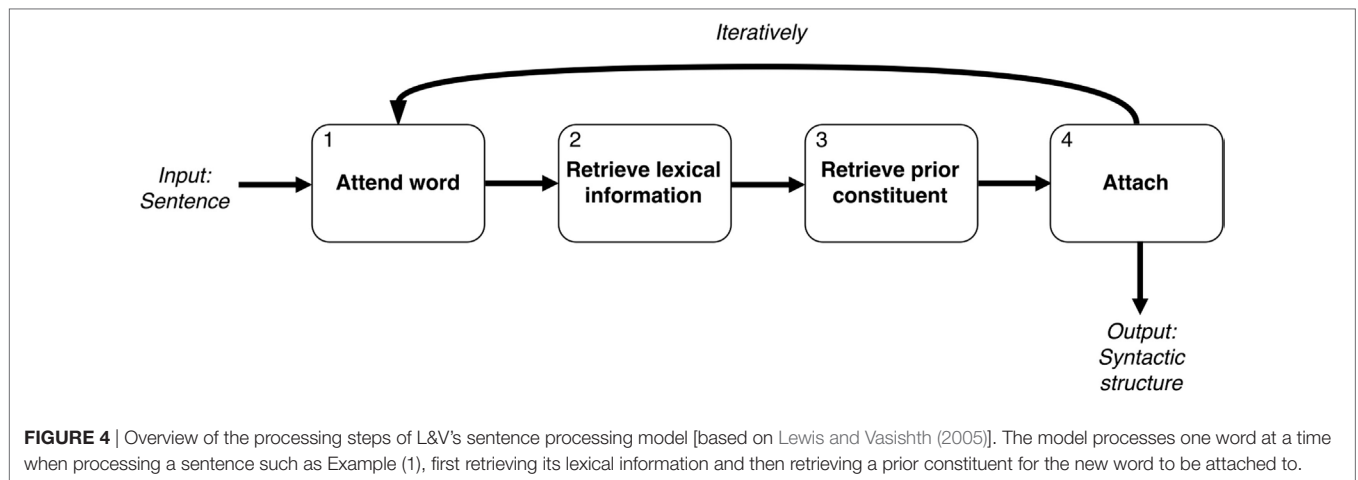 Iteratively
Input:
Sentence
1
Attend word
2
Retrieve lexical
information
3
Retrieve prior
constituent
4
Attach
Output:
Syntactic
structure
FIGURE 4 | Overview of the processing steps of L&V’s sentence processing model [based on Lewis and Vasishth (2005)]. The model processes one word at a time
when processing a sentence such as Example (1), first retrieving its lexical information and then retrieving a prior constituent for the new word to be attached to.